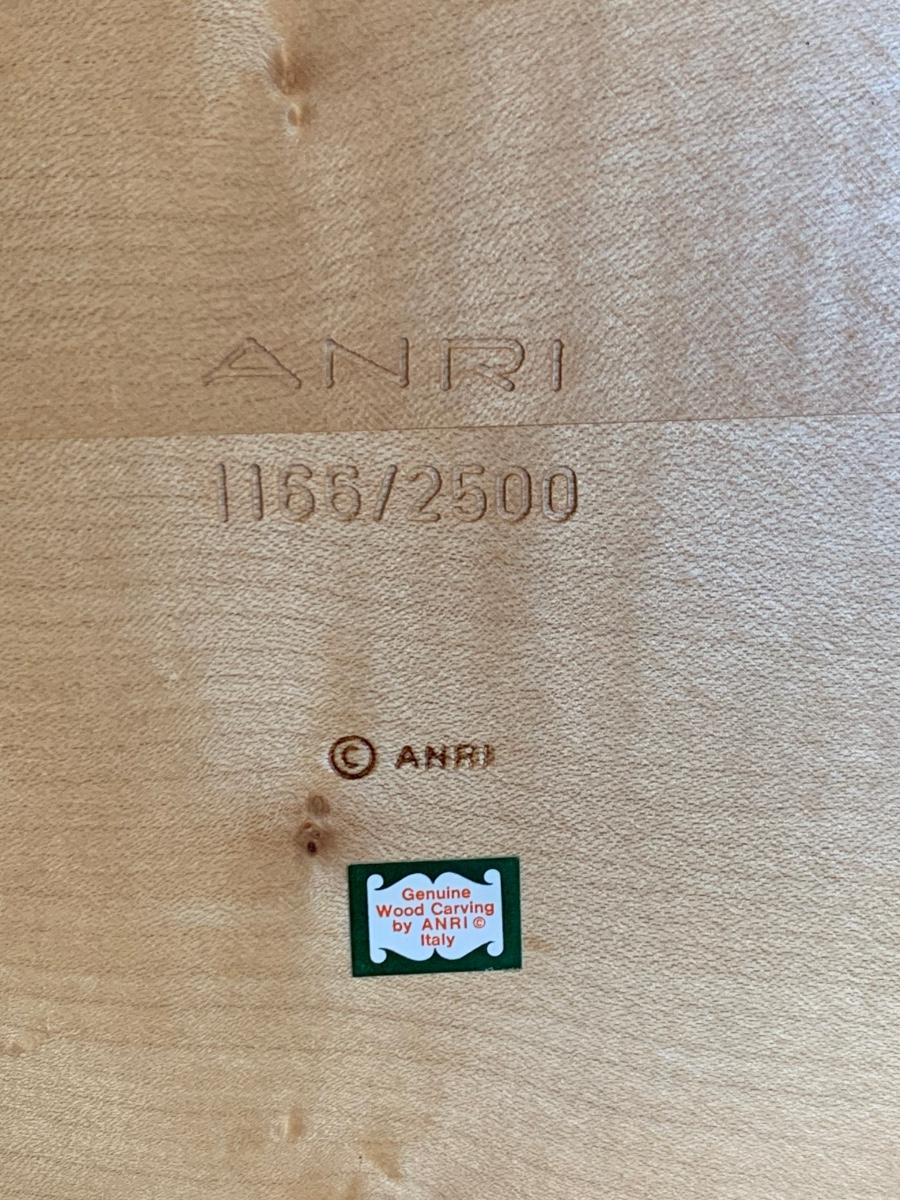 ANRI
1166/2500
© ANRI
Genuine
Wood Carving
by ANRI ©
Italy